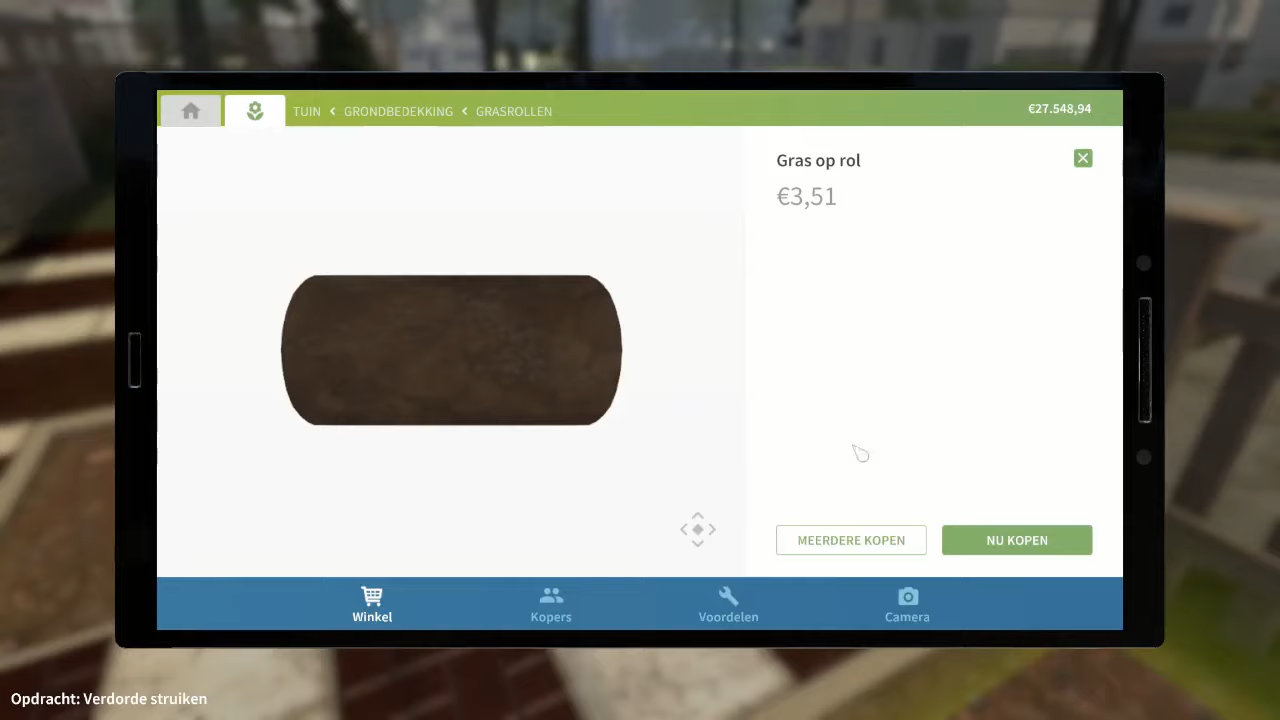 TUIN < GRONDBEDEKKING < GRASROLLEN
€27.548,94
Gras op rol
€3,51
MEERDERE KOPEN
NU KOPEN
Winkel
Kopers
Voordelen
Camera
Opdracht: Verdorde struiken